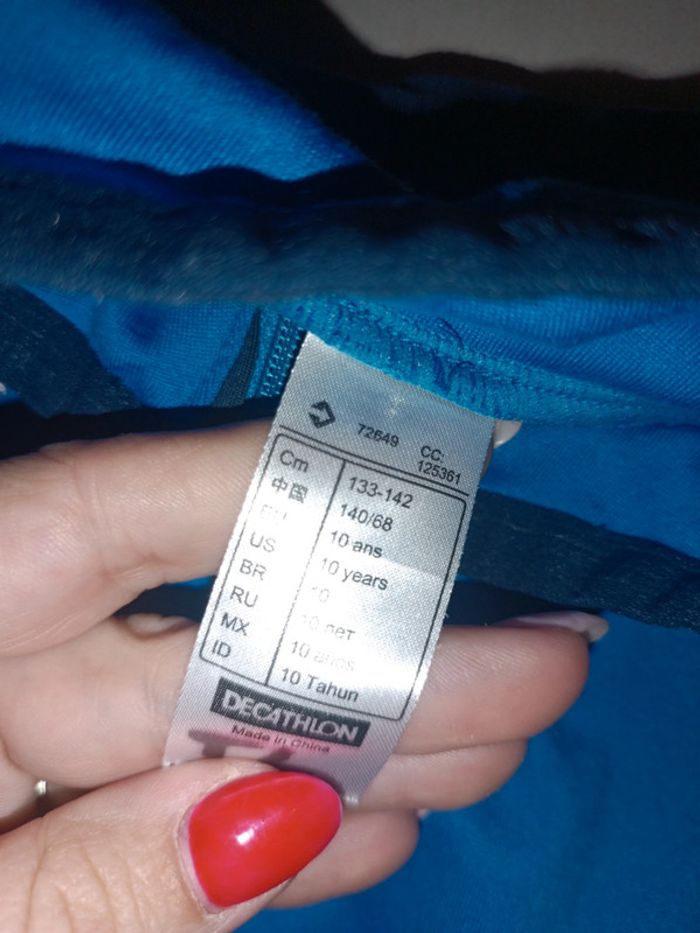 72649 CC:
125361
Cm 133-142
中国 140/68
EU 10 ans
US 10 years
BR 10
RU 10 лет
MX 10 años
ID 10 Tahun
DECATHLON
Made in China